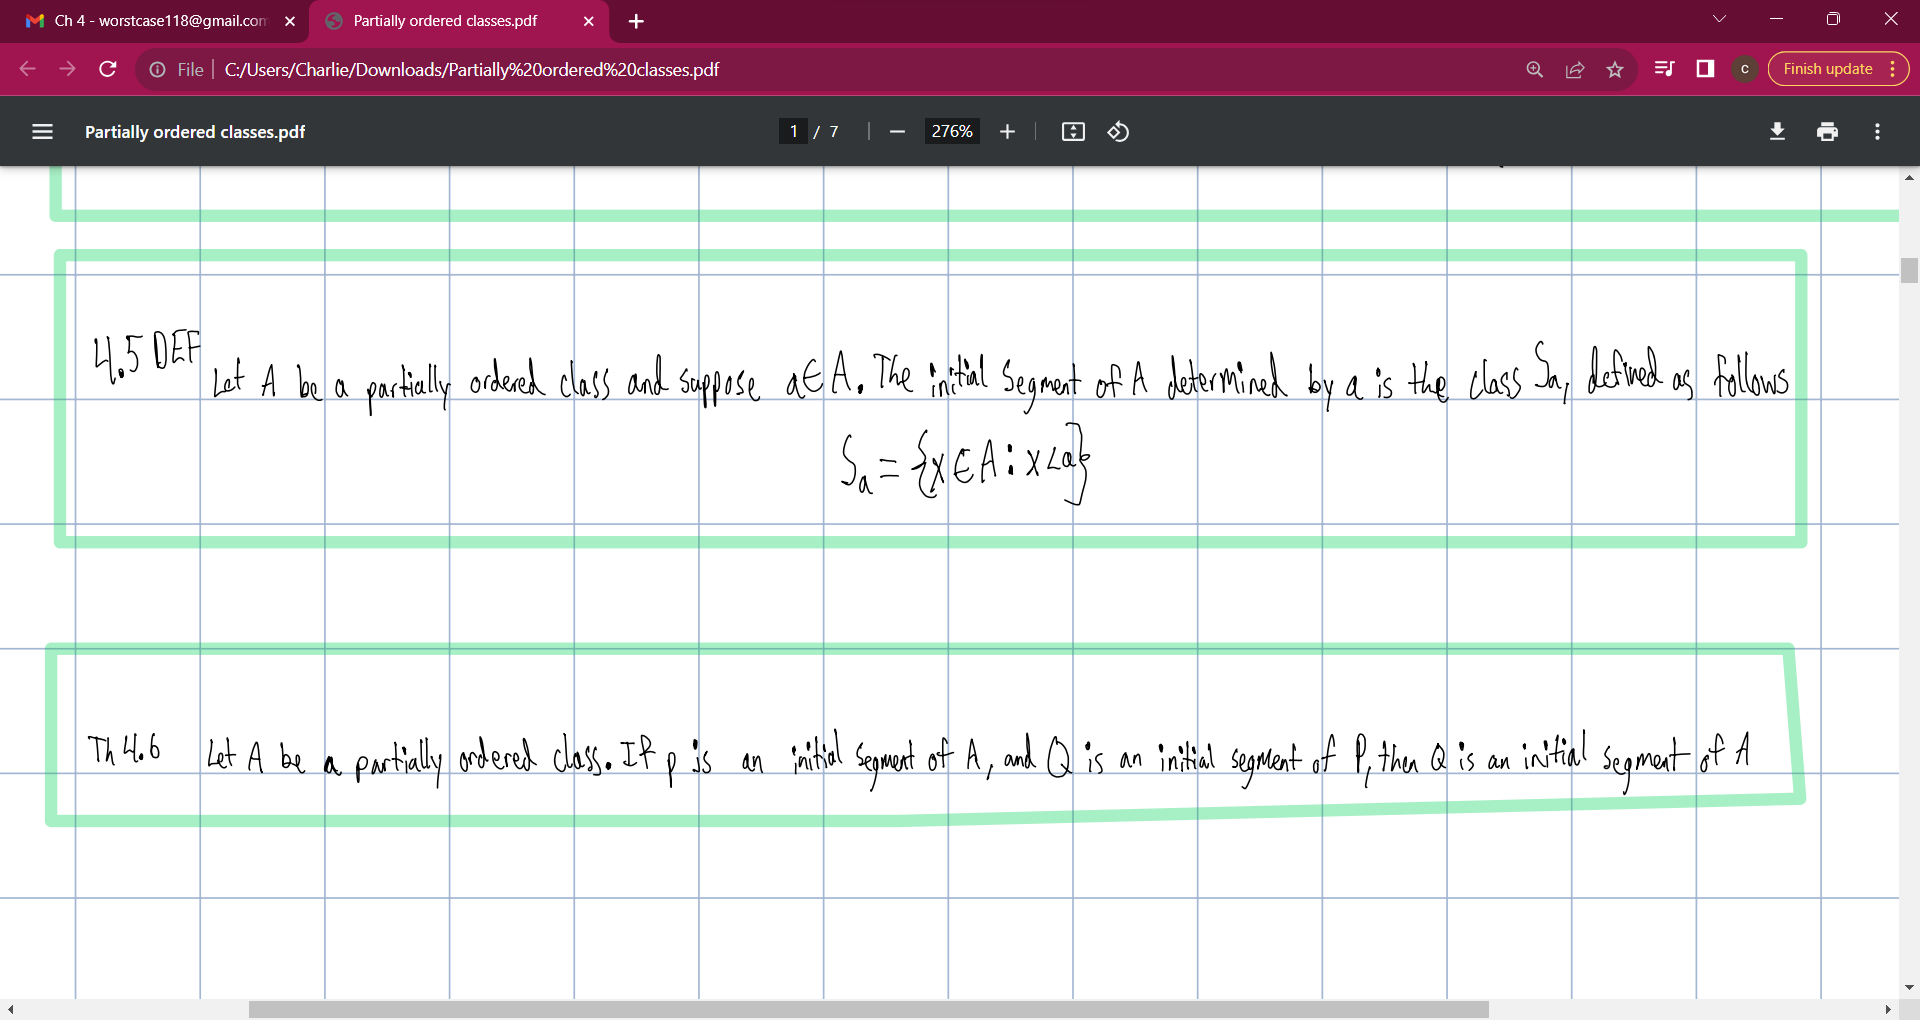 Ch 4 - worstcase118@gmail.com
Partially ordered classes.pdf
File
C:/Users/Charlie/Downloads/Partially%20ordered%20classes.pdf
C
Finish update
Partially ordered classes.pdf
1 / 7
276%
4.5 DEF
Let A be a partially ordered class and suppose a∈A. The initial Segment of A determined by a is the class Sa, defined as follows
Sa = {x∈A: x<a}
Th 4.6 Let A be a partially ordered class. If p is an initial segment of A, and Q is an initial segment of P, then Q is an initial segment of A